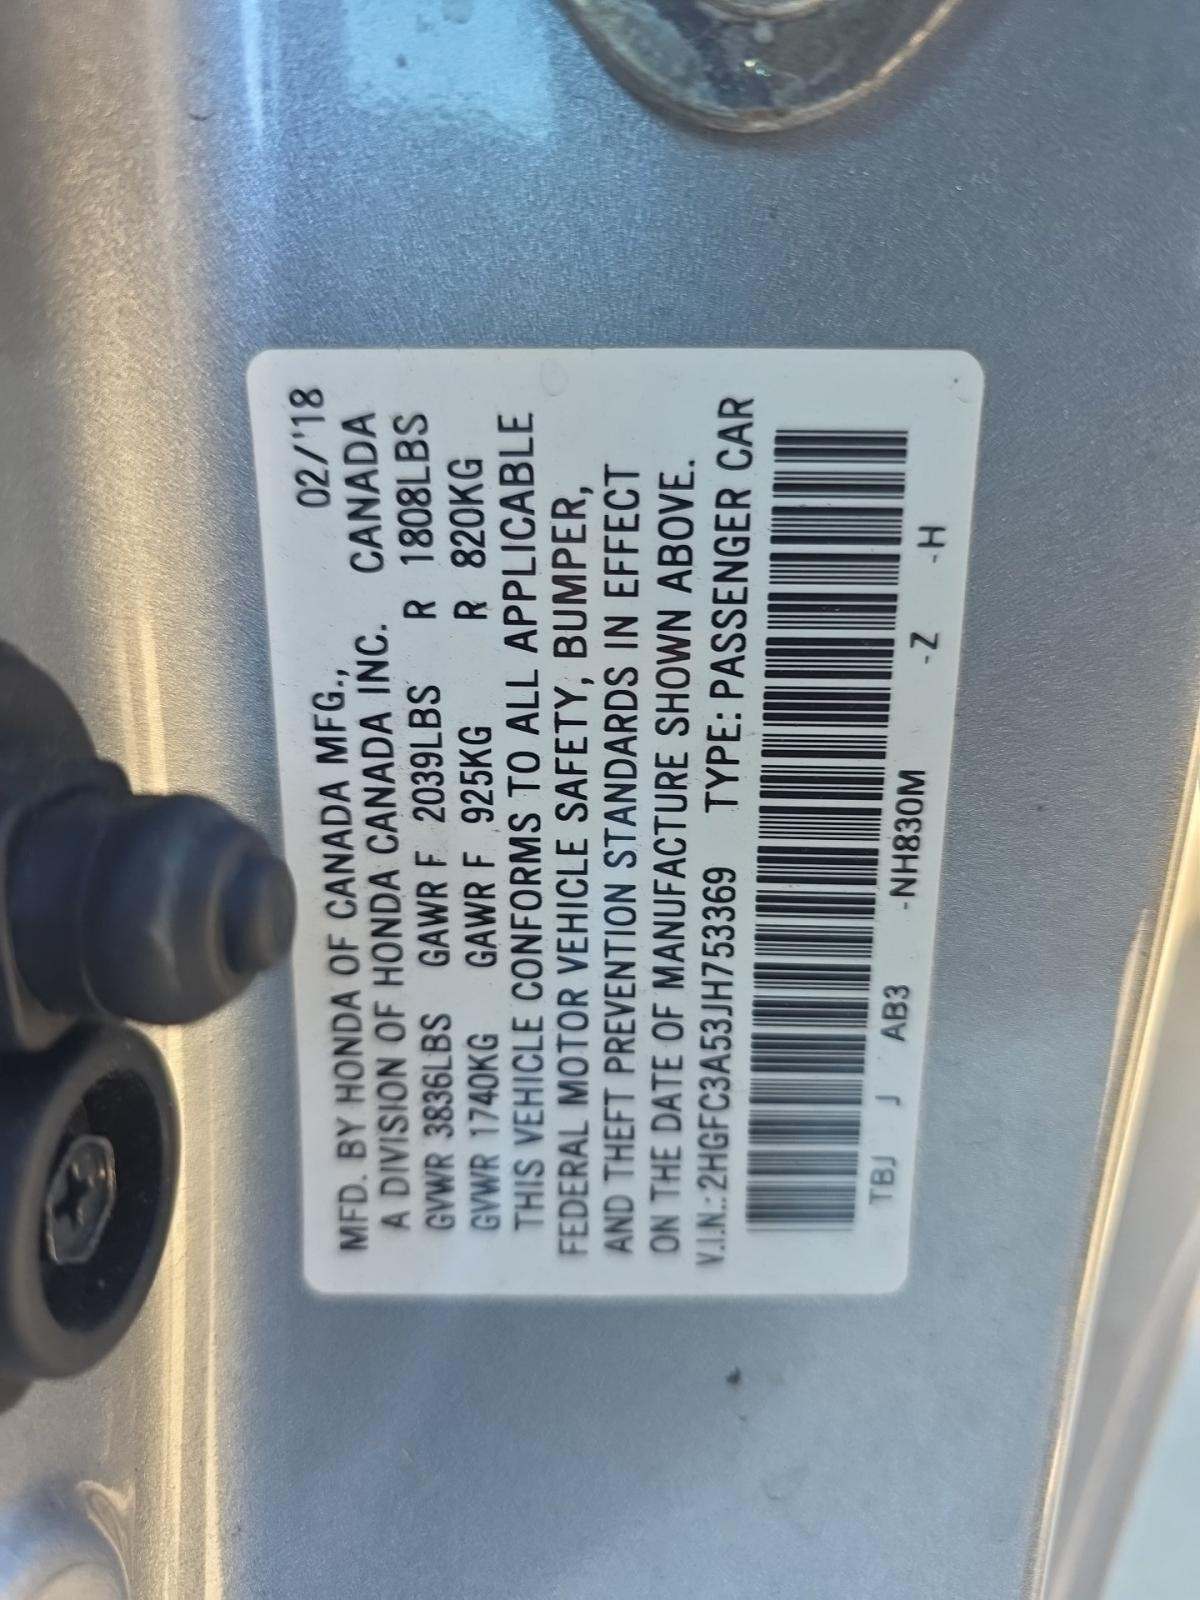 02/'18
MFD. BY HONDA OF CANADA MFG., CANADA
A DIVISION OF HONDA CANADA INC.
GVWR 3836LBS GAWR F 2039LBS R 1808LBS
GVWR 1740KG GAWR F 925KG R 820KG
THIS VEHICLE CONFORMS TO ALL APPLICABLE
FEDERAL MOTOR VEHICLE SAFETY, BUMPER,
AND THEFT PREVENTION STANDARDS IN EFFECT
ON THE DATE OF MANUFACTURE SHOWN ABOVE.
V.I.N.: 2HGFC3A53JH753369 TYPE: PASSENGER CAR
TBJ J AB3 -NH830M -Z -H